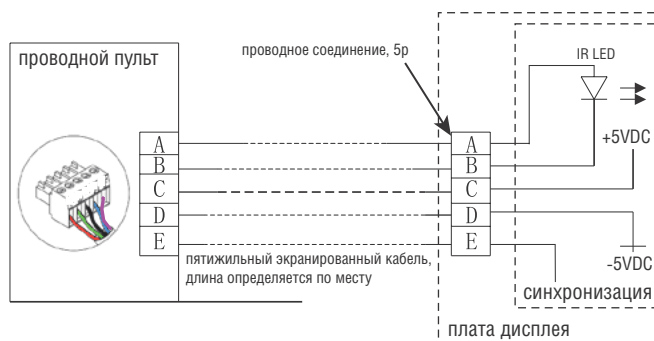 проводной пульт
проводное соединение, 5р
IR LED
+5VDC
A
B
C
D
E
A
B
C
D
E
пятижильный экранированный кабель,
длина определяется по месту
-5VDC
синхронизация
плата дисплея